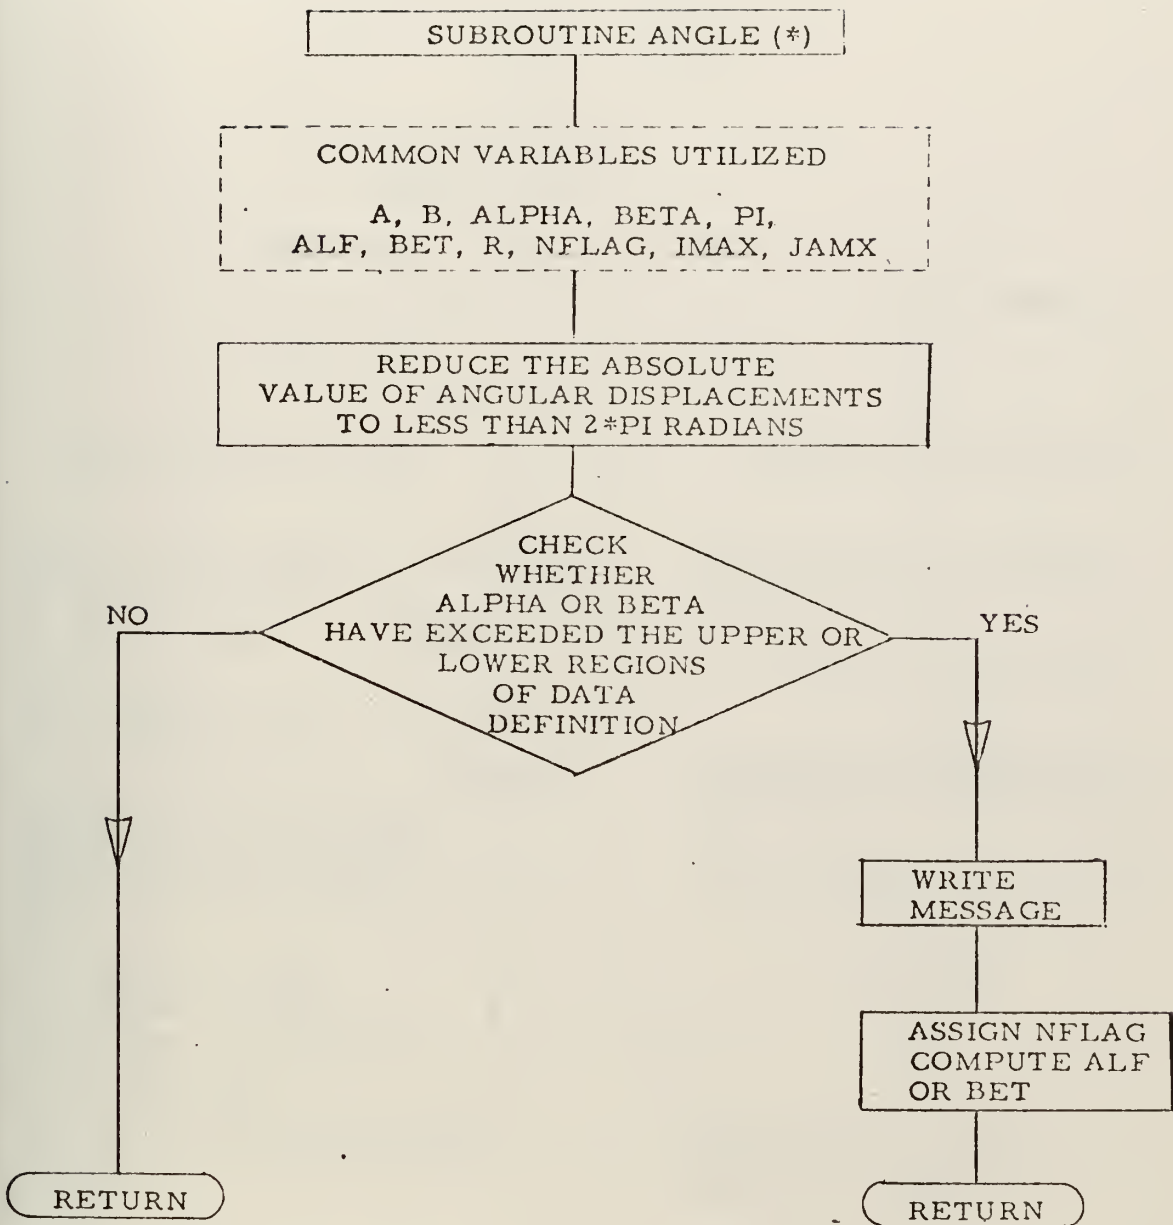 SUBROUTINE ANGLE (*)
COMMON VARIABLES UTILIZED
A, B, ALPHA, BETA, PI,
ALF, BET, R, NFLAG, IMAX, JAMX
REDUCE THE ABSOLUTE
VALUE OF ANGULAR DISPLACEMENTS
TO LESS THAN 2*PI RADIANS
CHECK
WHETHER
ALPHA OR BETA
HAVE EXCEEDED THE UPPER OR
LOWER REGIONS
OF DATA
DEFINITION
NO
YES
WRITE
MESSAGE
ASSIGN NFLAG
COMPUTE ALF
OR BET
RETURN
RETURN